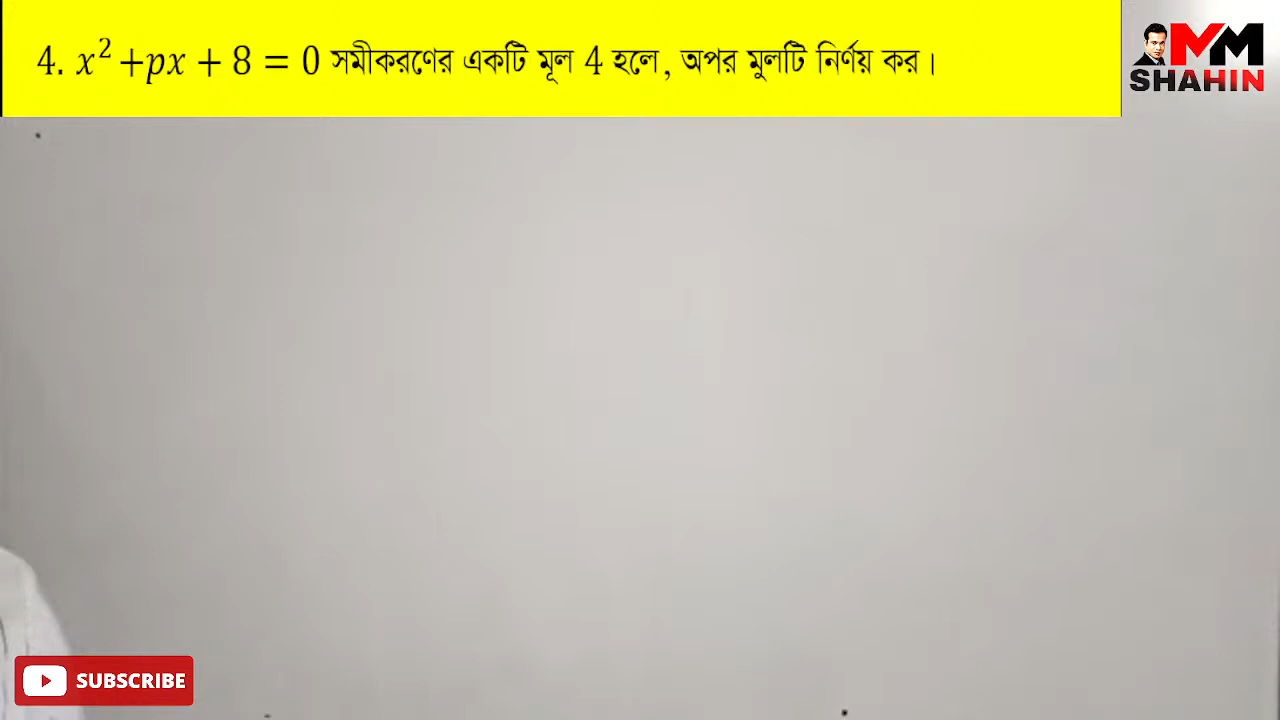 4. x² +px + 8 = 0 সমীকরণের একটি মূল 4 হলে, অপর মুলটি নির্ণয় কর।
MM
SHAHIN
SUBSCRIBE